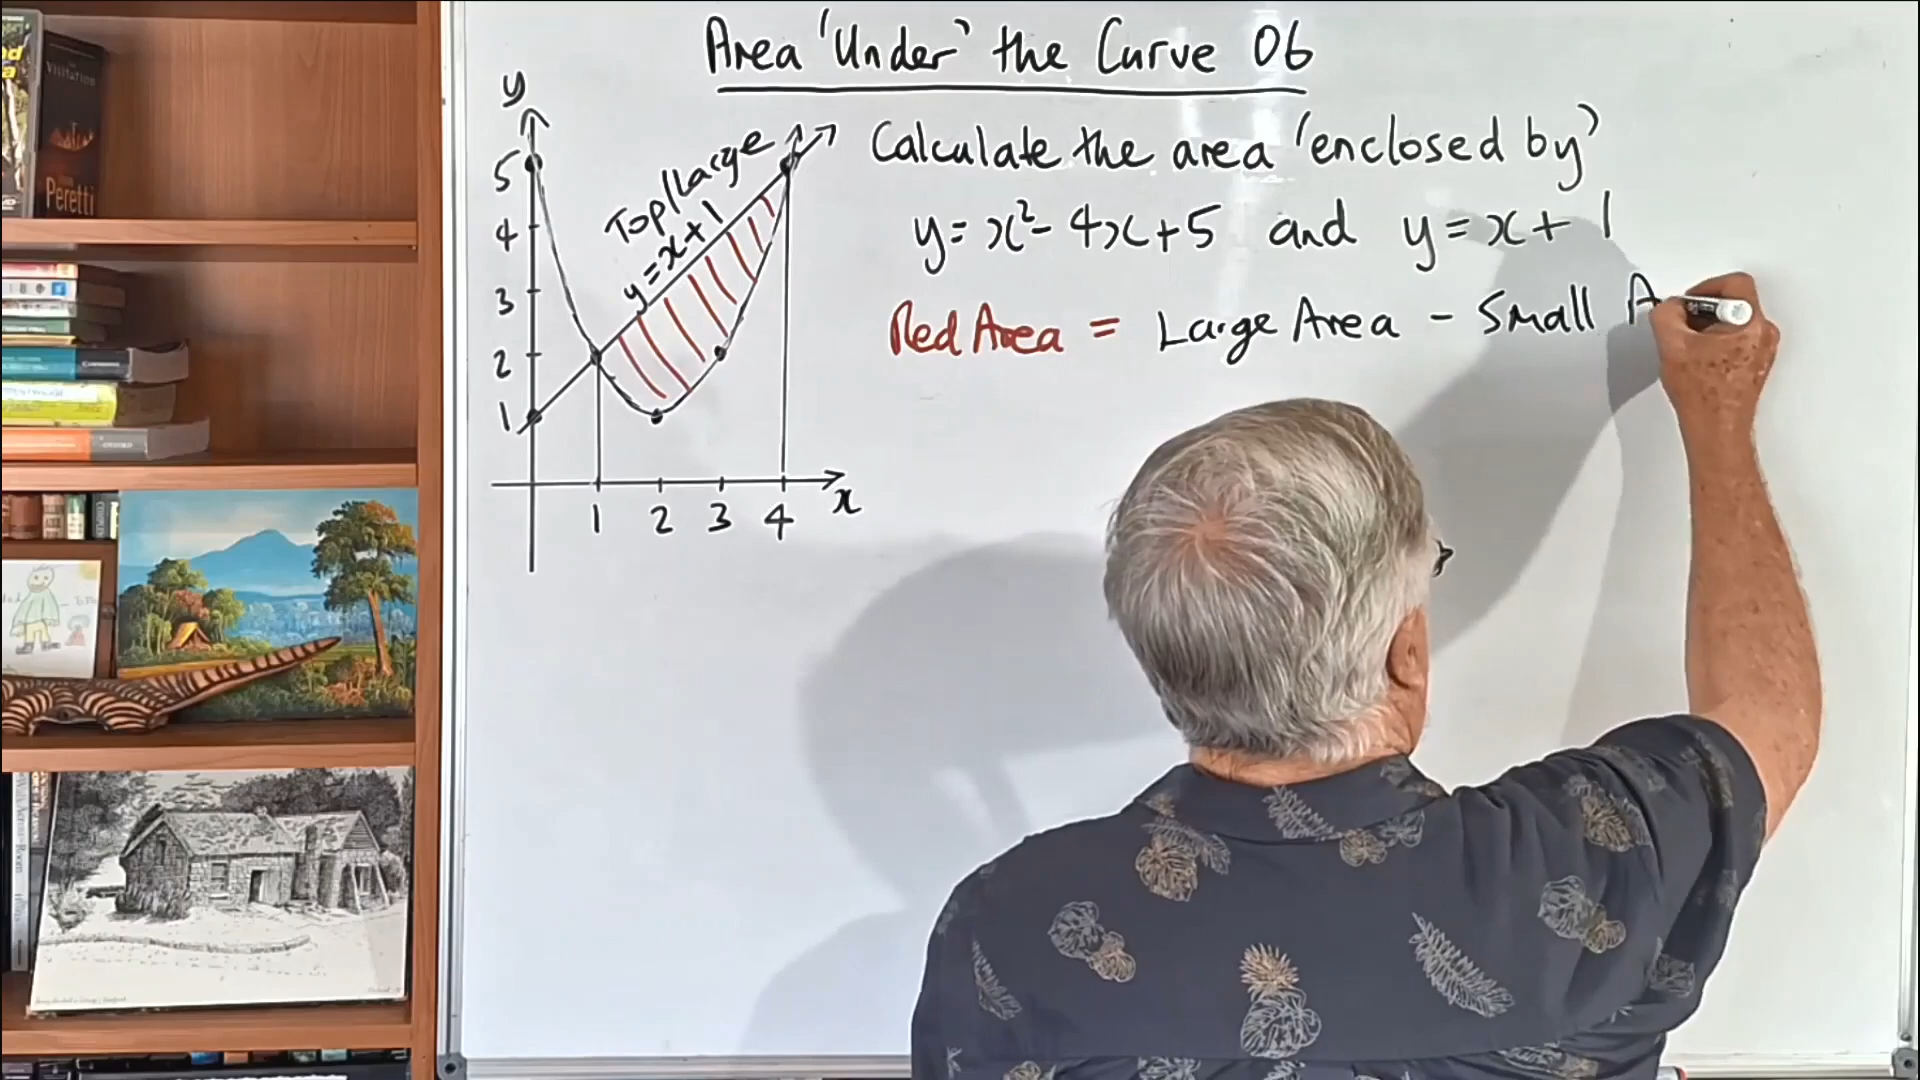 Area 'Under' the Curve 06
y
5
4
3
2
1
1 2 3 4 x
Top/Large
y=x+1
Calculate the area 'enclosed by'
y=x²-4x+5 and y=x+1
Red Area = Large Area - Small A
VISITATION
Peretti